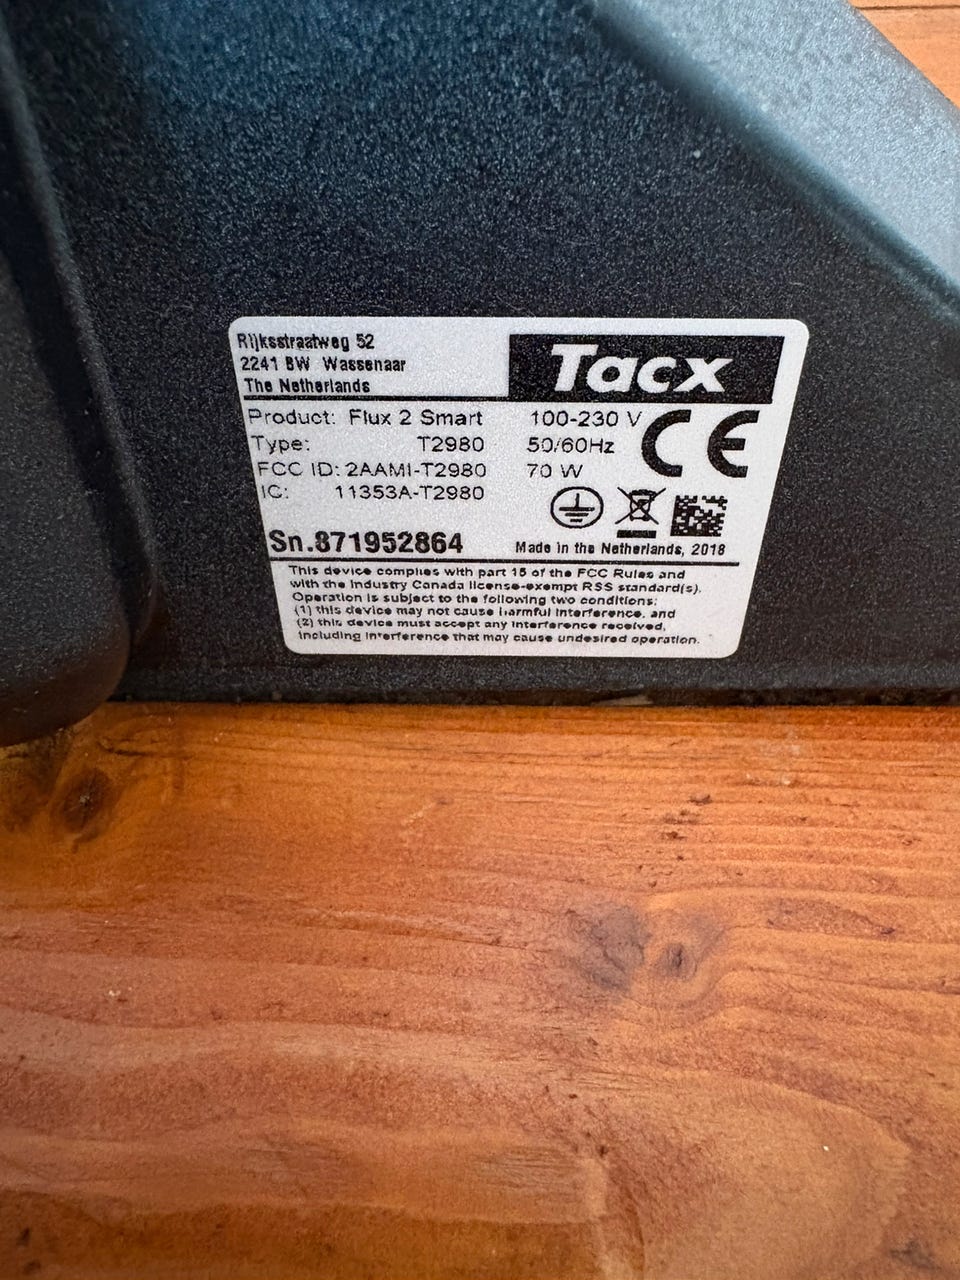 Rijksstraatweg 52
2241 BW Wassenaar
The Netherlands
Tacx
Product: Flux 2 Smart
Type: T2980
FCC ID: 2AAMI-T2980
IC: 11353A-T2980
100-230 V
50/60Hz
70 W
CE
Sn.871952864
Made in the Netherlands, 2018
This device complies with part 15 of the FCC Rules and
with the Industry Canada license-exempt RSS standard(s).
Operation is subject to the following two conditions:
(1) this device may not cause harmful interference, and
(2) this device must accept any interference received,
including interference that may cause undesired operation.